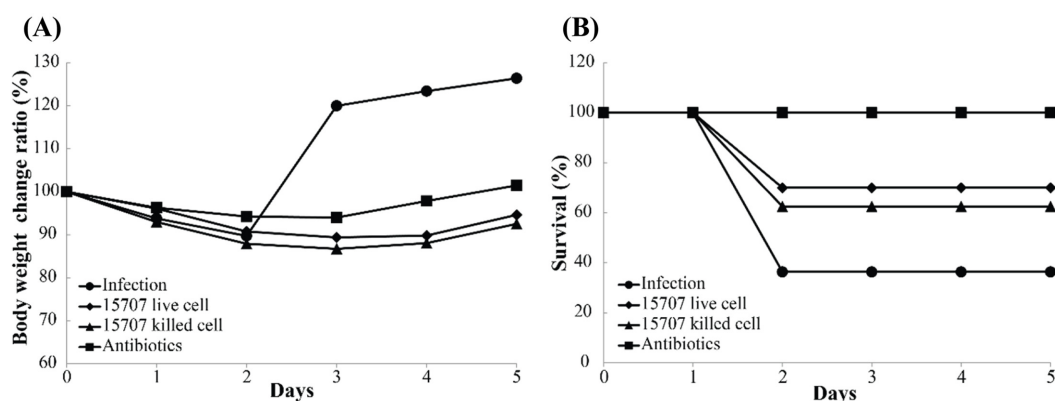 (A)
Body weight change ratio (%)
130
120
110
100
90
80
70
60
0
1
2
3
4
5
Days
Infection
15707 live cell
15707 killed cell
Antibiotics
(B)
Survival (%)
120
100
80
60
40
20
0
0
1
2
3
4
5
Days
Infection
15707 live cell
15707 killed cell
Antibiotics